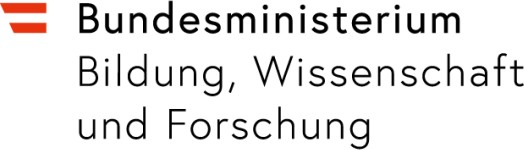 Bundesministerium
Bildung, Wissenschaft
und Forschung